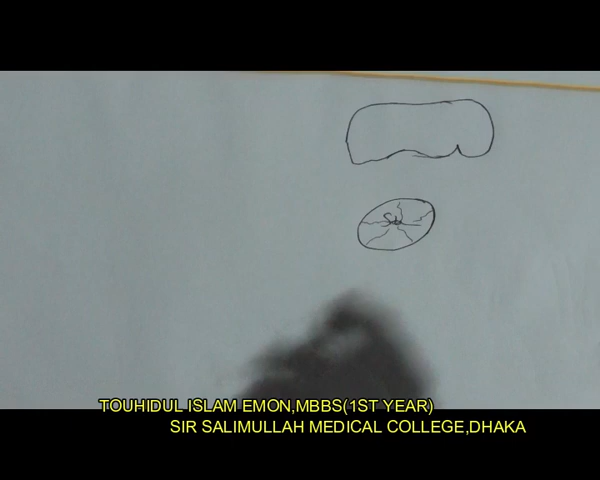 TOUHIDUL ISLAM EMON,MBBS(1ST YEAR)
SIR SALIMULLAH MEDICAL COLLEGE,DHAKA